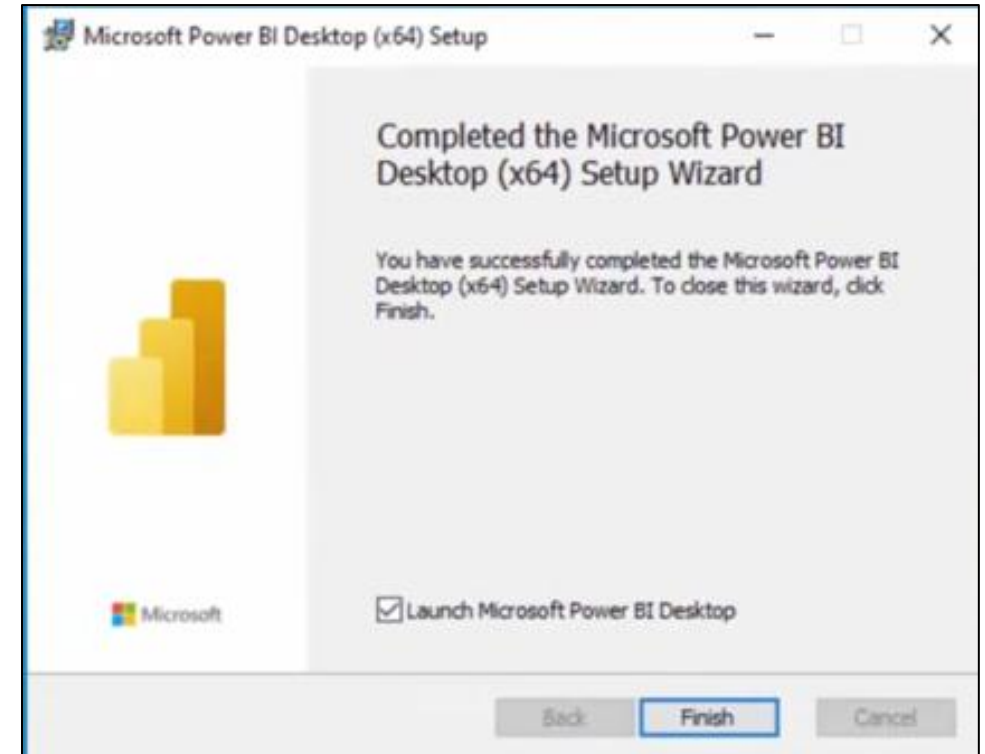 Microsoft Power BI Desktop (x64) Setup
Completed the Microsoft Power BI
Desktop (x64) Setup Wizard
You have successfully completed the Microsoft Power BI
Desktop (x64) Setup Wizard. To close this wizard, click
Finish.
Microsoft
Launch Microsoft Power BI Desktop
Back
Finish
Cancel